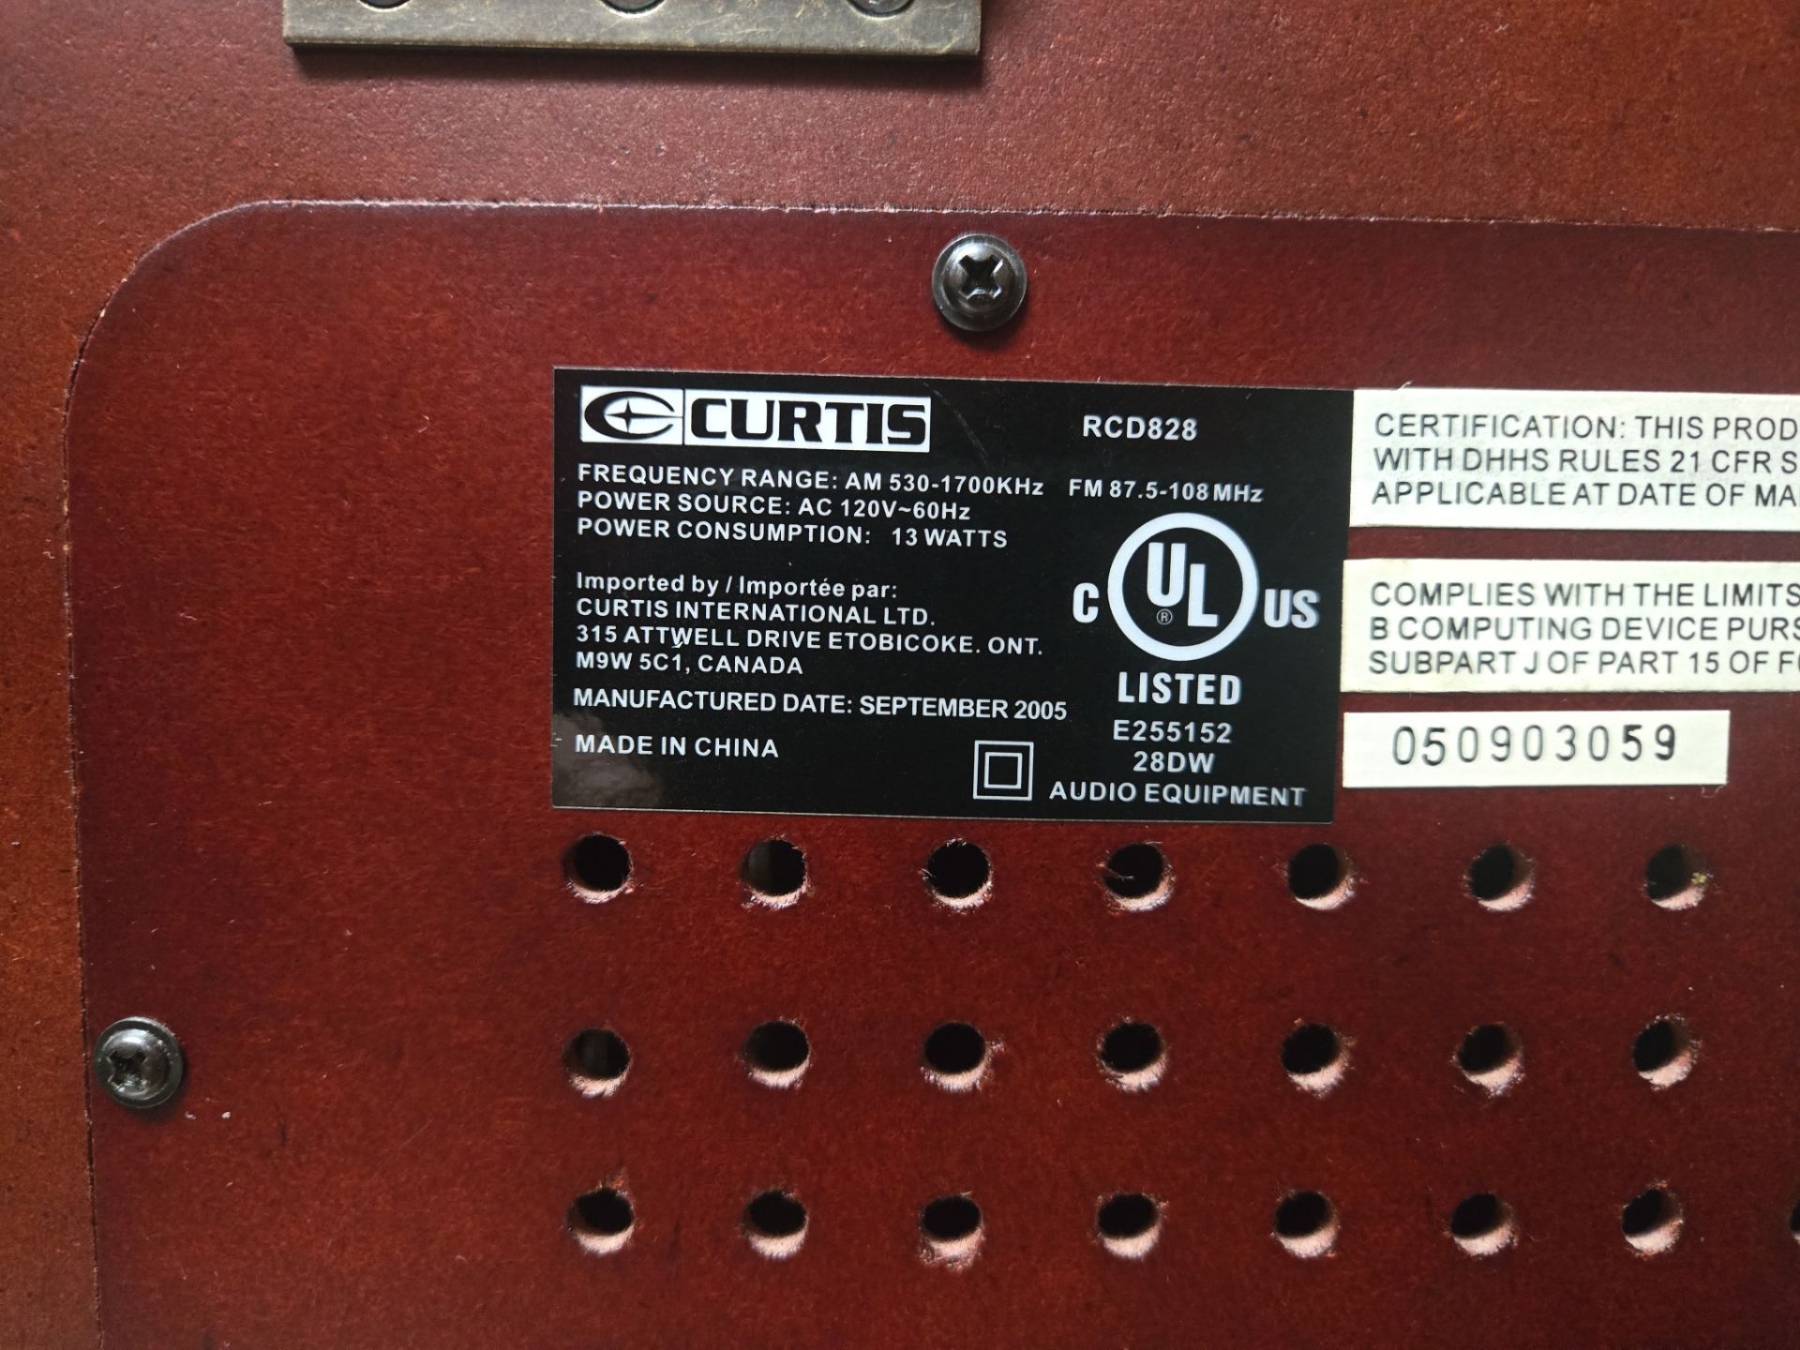 CURTIS
RCD828
FREQUENCY RANGE: AM 530-1700KHz FM 87.5-108MHz
POWER SOURCE: AC 120V~60Hz
POWER CONSUMPTION: 13 WATTS
Imported by / Importée par:
CURTIS INTERNATIONAL LTD.
315 ATTWELL DRIVE ETOBICOKE. ONT.
M9W 5C1, CANADA
MANUFACTURED DATE: SEPTEMBER 2005
MADE IN CHINA
C UL ® US
LISTED
E255152
28DW
AUDIO EQUIPMENT
CERTIFICATION: THIS PROD
WITH DHHS RULES 21 CFR S
APPLICABLE AT DATE OF MA
COMPLIES WITH THE LIMITS
B COMPUTING DEVICE PURS
SUBPART J OF PART 15 OF F
050903059